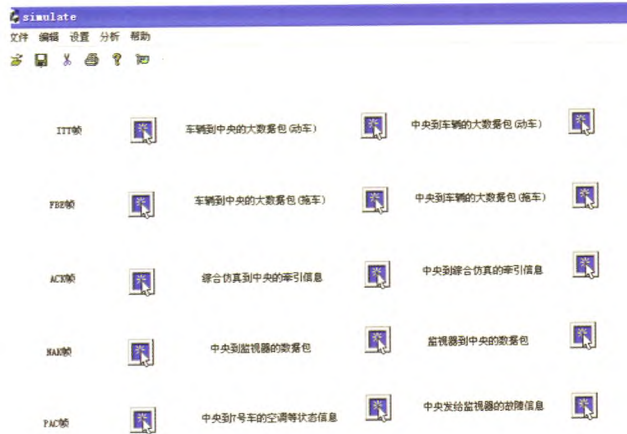 simulate
文件 编辑 设置 分析 帮助
ITT帧 车辆到中央的大数据包(动车) 中央到车辆的大数据包(动车)
FBE帧 车辆到中央的大数据包(拖车) 中央到车辆的大数据包(拖车)
ACK帧 综合仿真到中央的牵引信息 中央到综合仿真的牵引信息
NAK帧 中央到监视器的数据包 监视器到中央的数据包
PAC帧 中央到7号车的空调等状态信息 中央发给监视器的故障信息